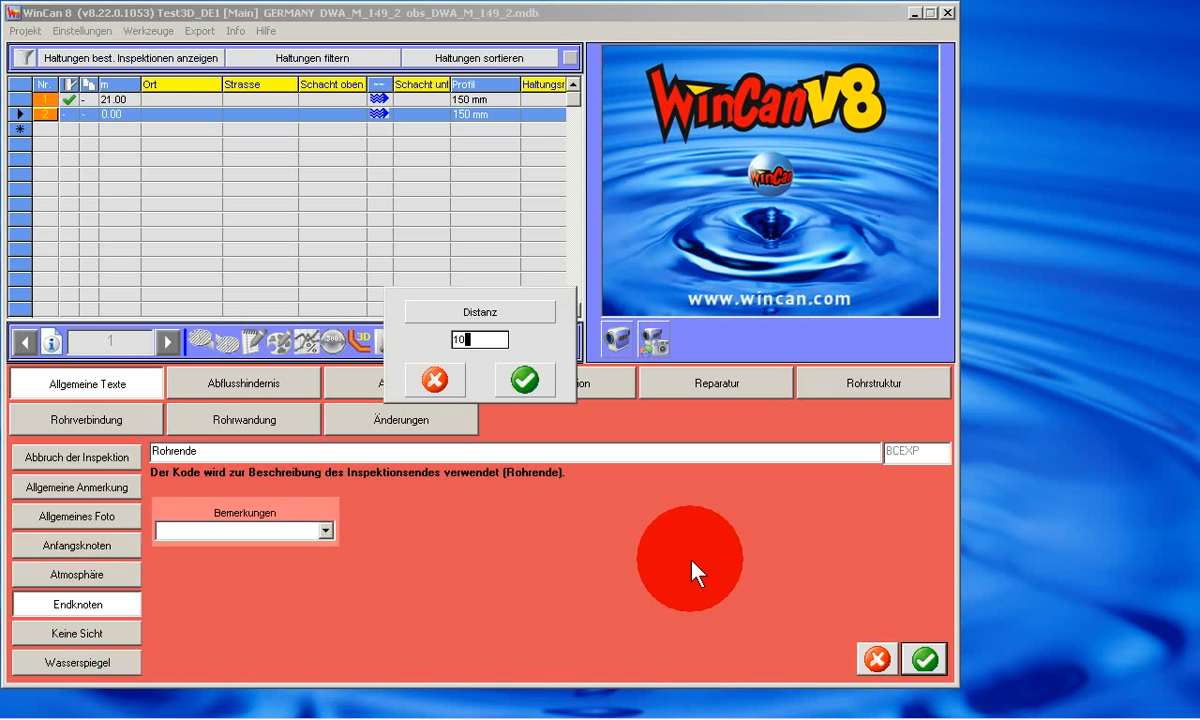 WinCan 8 (v8.22.0.1053) Test3D_DE1 [Main] GERMANY DWA_M_149_2 obs_DWA_M_149_2.mdb
Projekt Einstellungen Werkzeuge Export Info Hilfe
Haltungen best. Inspektionen anzeigen Haltungen filtern Haltungen sortieren
Nr. m Ort Strasse Schacht oben ~~ Schacht unt Profil Haltungsr
1 - 21.00 150 mm
2 - - 0.00 150 mm
WinCanV8
WinCan
www.wincan.com
Distanz
10
1 3D
Allgemeine Texte Abflusshindernis A ion Reparatur Rohrstruktur
Rohrverbindung Rohrwandung Änderungen
Abbruch der Inspektion Rohrende BCEXP
Der Kode wird zur Beschreibung des Inspektionsendes verwendet (Rohrende).
Allgemeine Anmerkung
Allgemeines Foto Bemerkungen
Anfangsknoten
Atmosphäre
Endknoten
Keine Sicht
Wasserspiegel